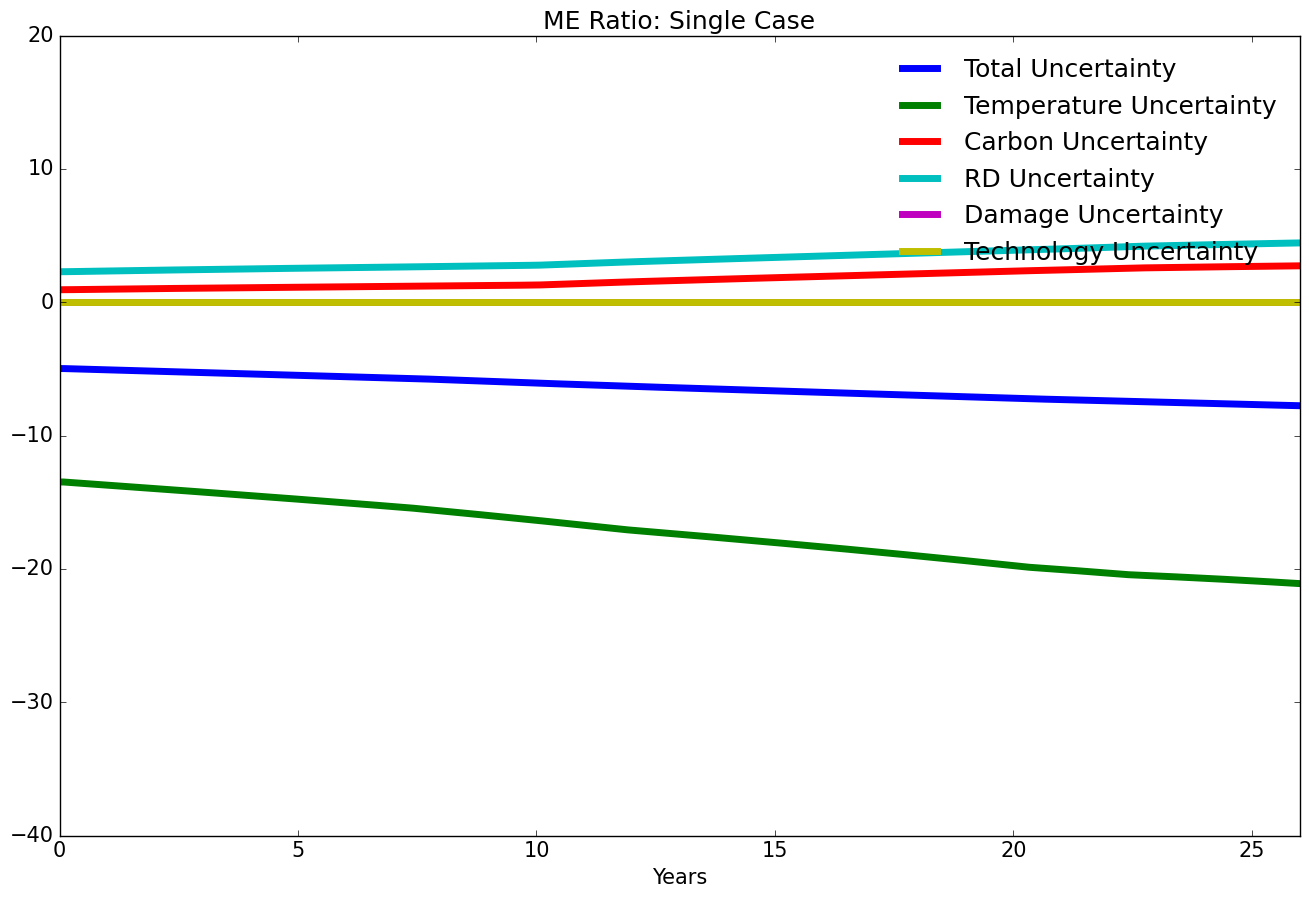 ME Ratio: Single Case
20
10
0
−10
−20
−30
−40
Total Uncertainty
Temperature Uncertainty
Carbon Uncertainty
RD Uncertainty
Damage Uncertainty
Technology Uncertainty
0 5 10 15 20 25
Years